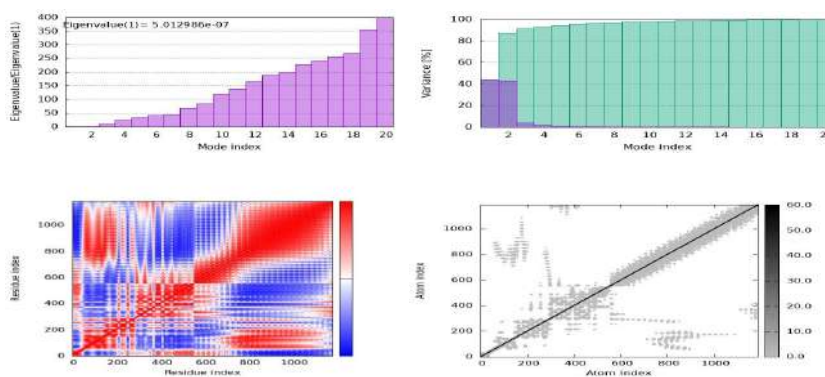 Eigenvalue/Eigenvalue(1)
400
350
300
250
200
150
100
50
0
Eigenvalue(1)= 5.012986e-07
2 4 6 8 10 12 14 16 18 20
Mode index
Variance [%]
100
80
60
40
20
0
2 4 6 8 10 12 14 16 18 2
Mode index
Residue index
1000
800
600
400
200
0
0 200 400 600 800 1000
Residue index
Atom index
1000
800
600
400
200
0
0 200 400 600 800 1000
Atom index
60.0
50.0
40.0
30.0
20.0
10.0
0.0